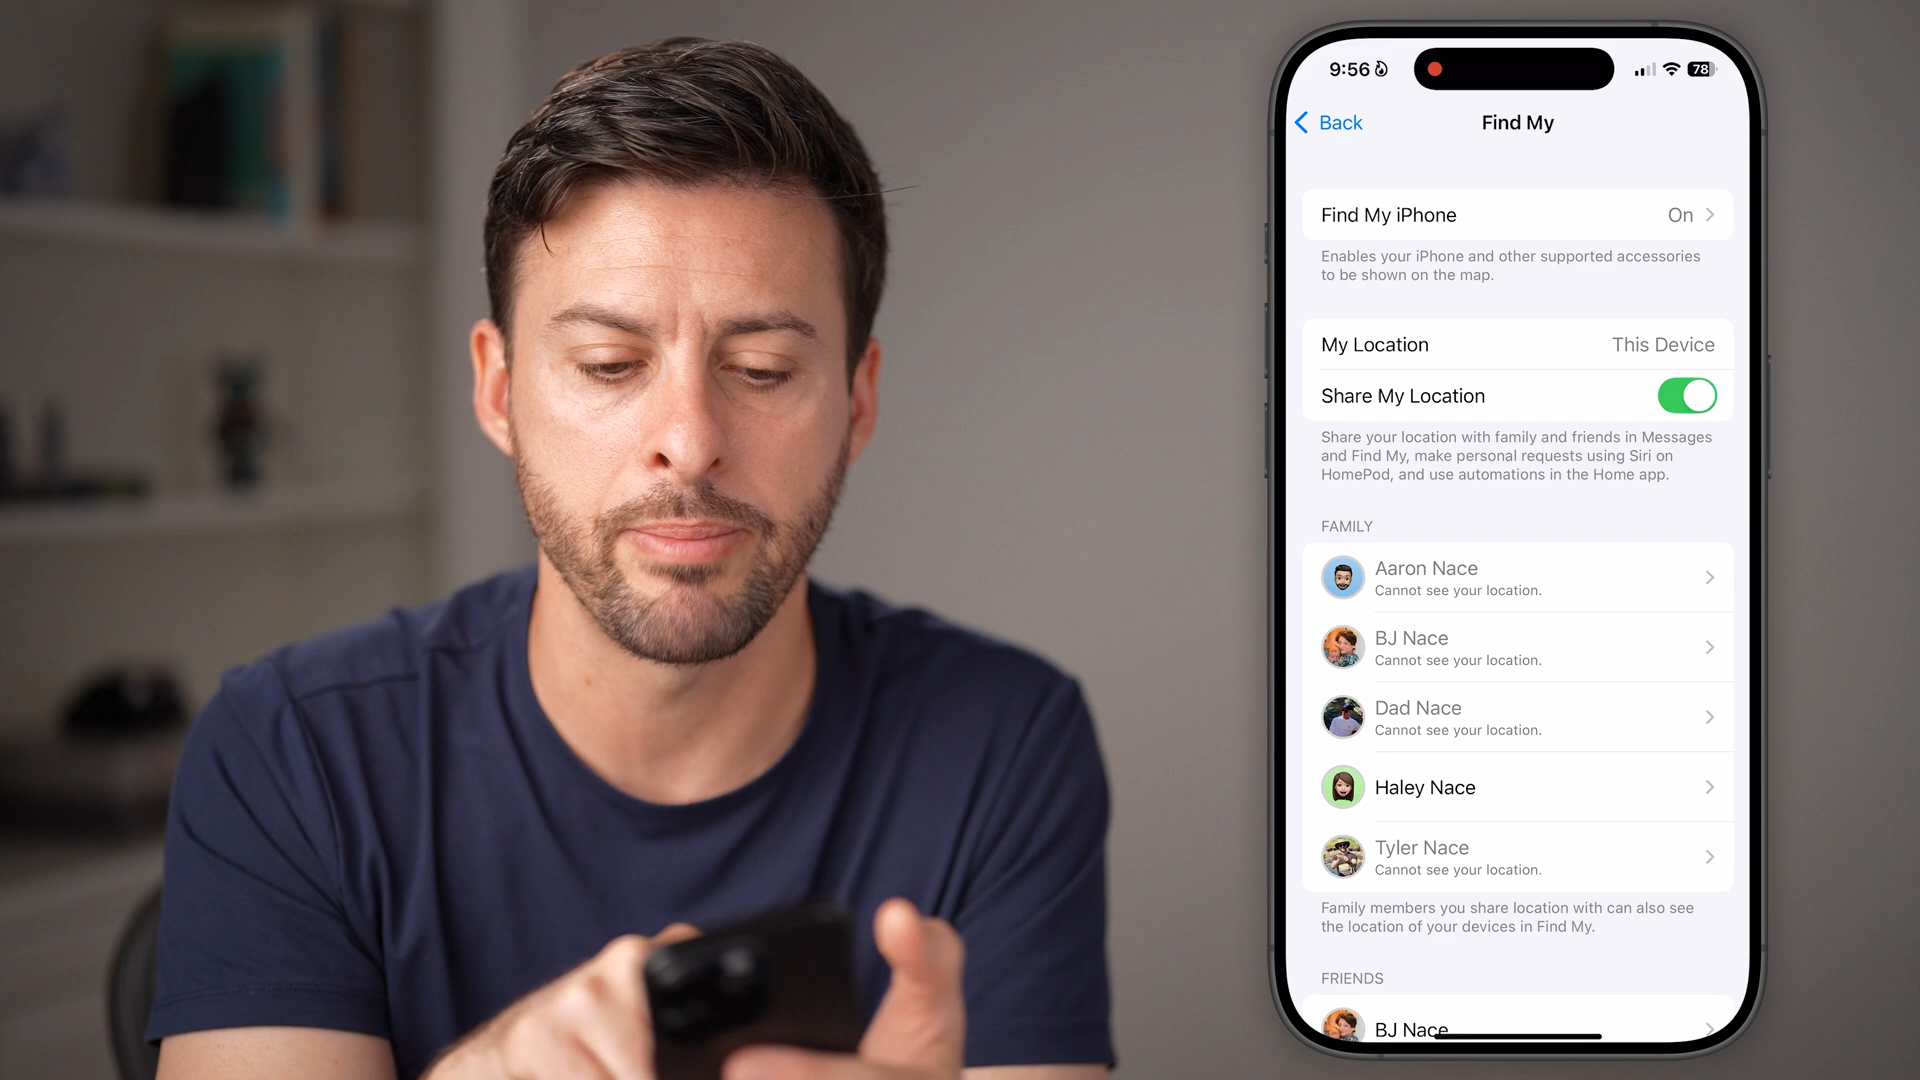 9:56
78
Back
Find My
Find My iPhone On
Enables your iPhone and other supported accessories
to be shown on the map.
My Location This Device
Share My Location
Share your location with family and friends in Messages
and Find My, make personal requests using Siri on
HomePod, and use automations in the Home app.
FAMILY
Aaron Nace
Cannot see your location.
BJ Nace
Cannot see your location.
Dad Nace
Cannot see your location.
Haley Nace
Tyler Nace
Cannot see your location.
Family members you share location with can also see
the location of your devices in Find My.
FRIENDS
BJ Nace